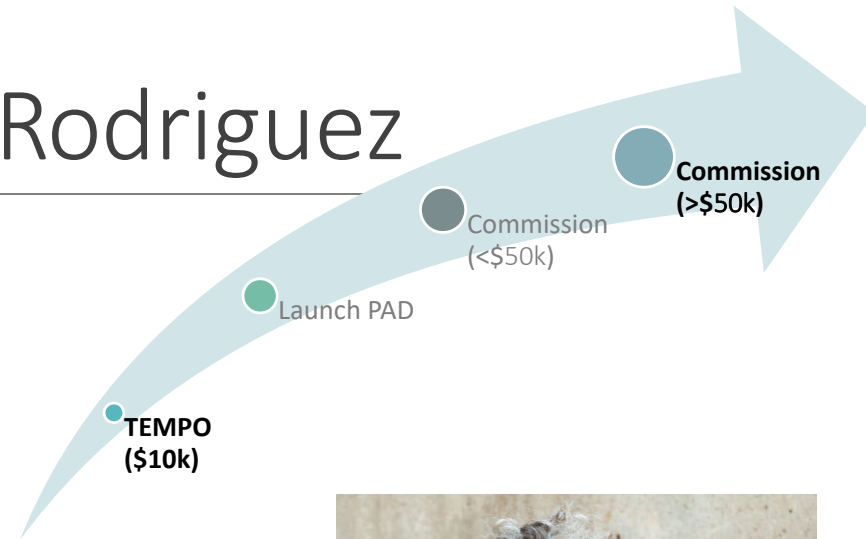 Rodriguez
Commission
(>$50k)
Commission
(<$50k)
Launch PAD
TEMPO
($10k)